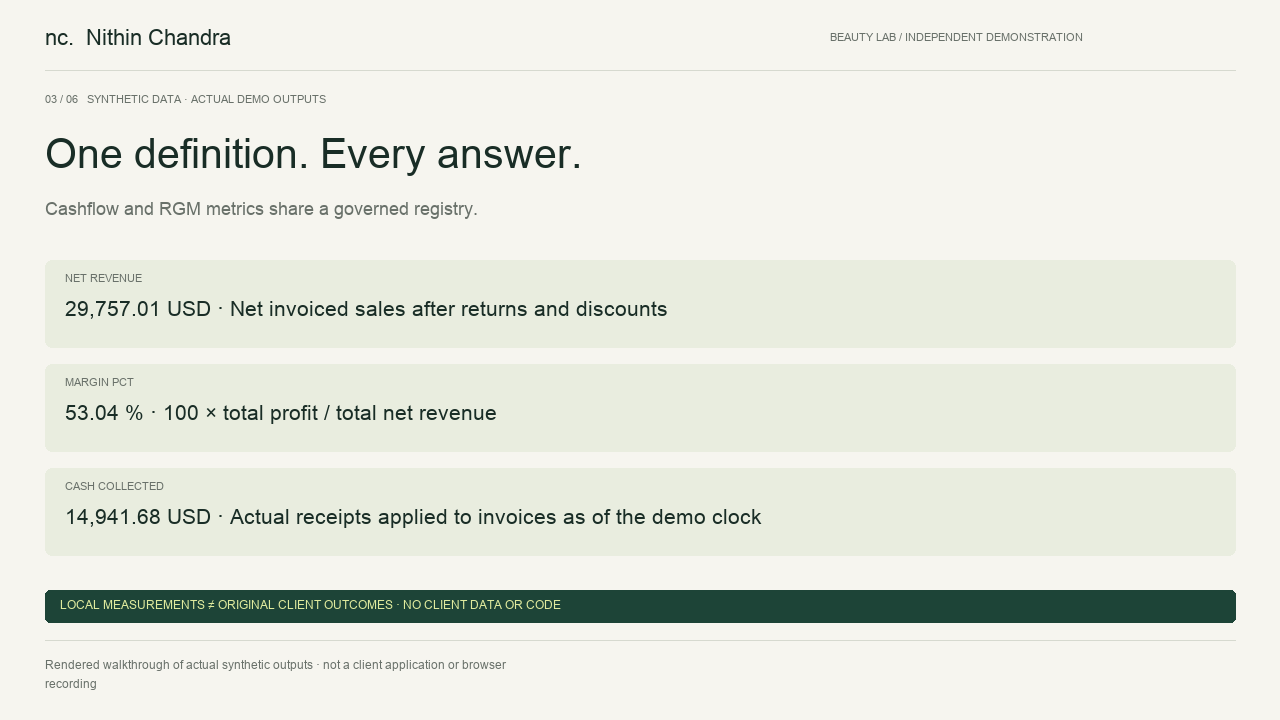 nc. Nithin Chandra
BEAUTY LAB / INDEPENDENT DEMONSTRATION
03 / 06 SYNTHETIC DATA · ACTUAL DEMO OUTPUTS
One definition. Every answer.
Cashflow and RGM metrics share a governed registry.
NET REVENUE
29,757.01 USD · Net invoiced sales after returns and discounts
MARGIN PCT
53.04 % · 100 × total profit / total net revenue
CASH COLLECTED
14,941.68 USD · Actual receipts applied to invoices as of the demo clock
LOCAL MEASUREMENTS ≠ ORIGINAL CLIENT OUTCOMES · NO CLIENT DATA OR CODE
Rendered walkthrough of actual synthetic outputs · not a client application or browser
recording